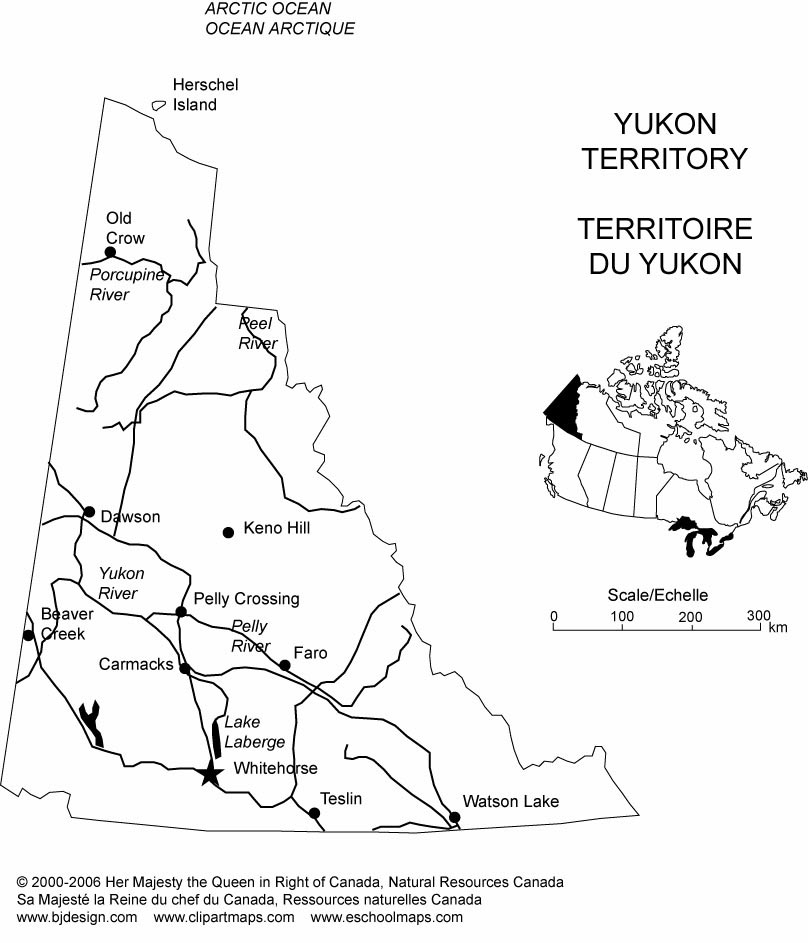 ARCTIC OCEAN
OCEAN ARCTIQUE
Herschel
Island
YUKON
TERRITORY
TERRITOIRE
DU YUKON
Old
Crow
Porcupine
River
Peel
River
Dawson
Keno Hill
Yukon
River
Pelly Crossing
Beaver
Creek
Pelly
River
Faro
Carmacks
Lake
Laberge
Whitehorse
Teslin
Watson Lake
Scale/Echelle
0 100 200 300
km
© 2000-2006 Her Majesty the Queen in Right of Canada, Natural Resources Canada
Sa Majesté la Reine du chef du Canada, Ressources naturelles Canada
www.bjdesign.com www.clipartmaps.com www.eschoolmaps.com